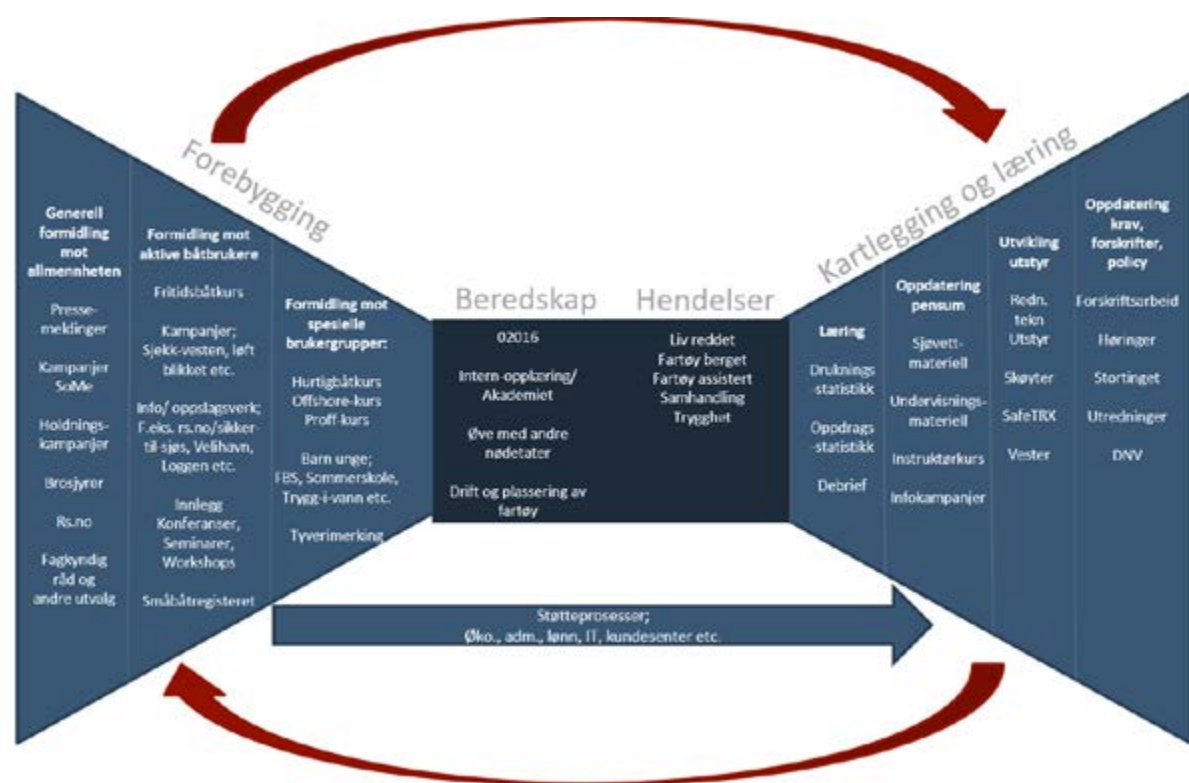 Forebygging
Generell
formidling
mot
allmennheten
Presse-
meldinger
Kampanjer
SoMe
Holdnings-
kampanjer
Brosjyrer
Rs.no
Fagkyndig
råd og
andre utvalg
Formidling mot
aktive båtbrukere
Fritidsbåtkurs
Kampanjer;
Sjekk-vesten, løft
blikket etc.
Info/ oppslagsverk;
F.eks. rs.no/sikker-
til-sjøs, Velihavn,
Loggen etc.
Innlegg
Konferanser,
Seminarer,
Workshops
Småbåtregisteret
Formidling mot
spesielle
brukergrupper:
Hurtigbåtkurs
Offshore-kurs
Proff-kurs
Barn unge;
FBS, Sommerskole,
Trygg-i-vann etc.
Tyverimerking
Beredskap
02016
Intern-opplæring/
Akademiet
Øve med andre
nødetater
Drift og plassering av
fartøy
Hendelser
Liv reddet
Fartøy berget
Fartøy assistert
Samhandling
Trygghet
Kartlegging og læring
Læring
Druknings
-statistikk
Oppdrags
-statistikk
Debrief
Oppdatering
pensum
Sjøvett-
materiell
Undervisnings-
materiell
Instruktørkurs
Infokampanjer
Utvikling
utstyr
Redn.
tekn
Utstyr
Skøyter
SafeTRX
Vester
Oppdatering
krav,
forskrifter,
policy
Forskriftsarbeid
Høringer
Stortinget
Utredninger
DNV
Støtteprosesser;
Øko., adm., lønn, IT, kundesenter etc.